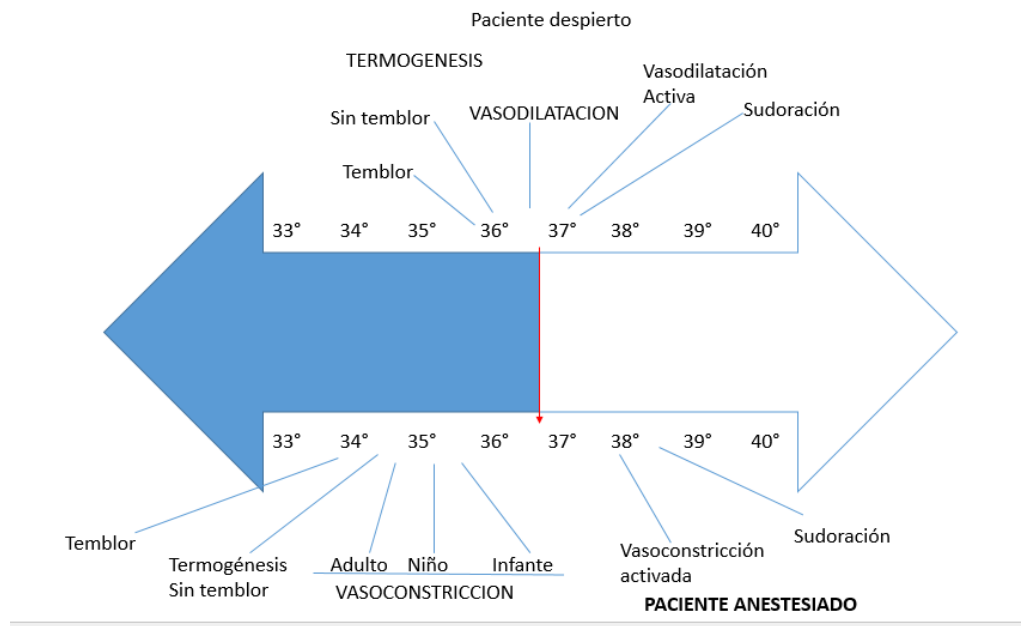 Paciente despierto
TERMOGENESIS
Vasodilatación
Activa
Sin temblor
VASODILATACION
Sudoración
Temblor
33° 34° 35° 36° 37° 38° 39° 40°
33° 34° 35° 36° 37° 38° 39° 40°
Temblor
Termogénesis
Sin temblor
Adulto Niño Infante
VASOCONSTRICCION
Vasoconstricción
activada
Sudoración
PACIENTE ANESTESIADO